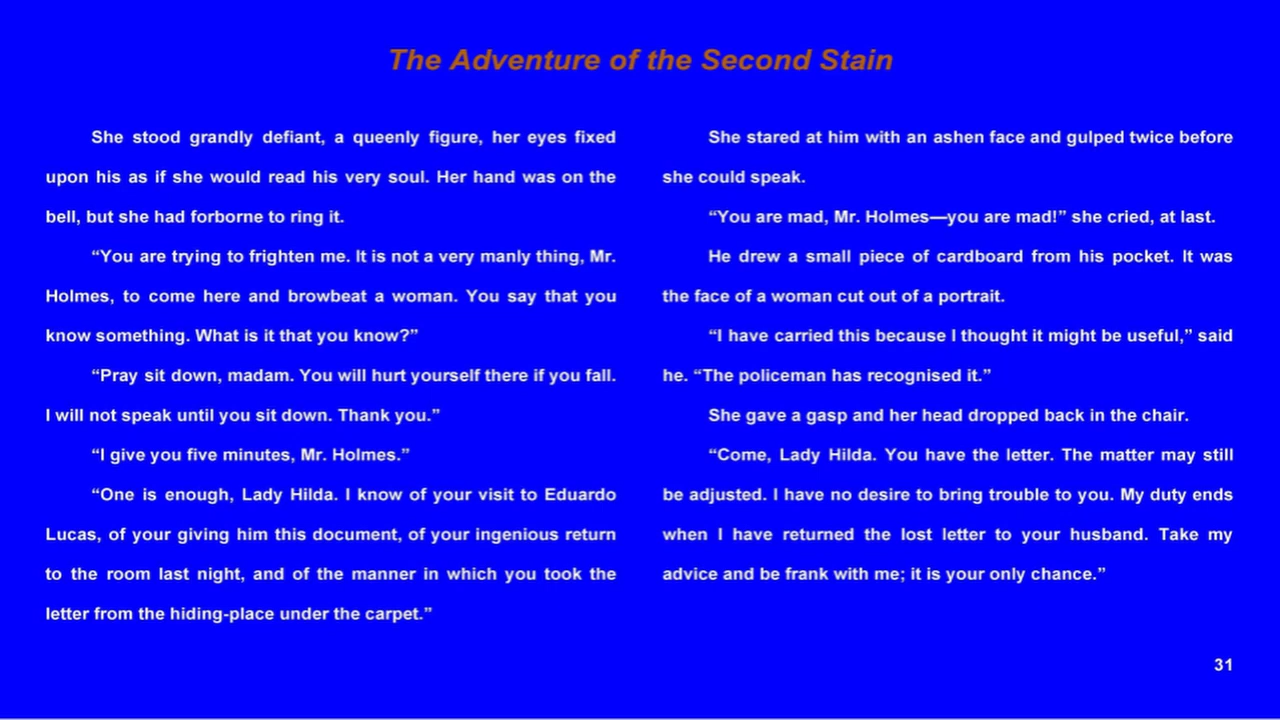 The Adventure of the Second Stain
She stood grandly defiant, a queenly figure, her eyes fixed
upon his as if she would read his very soul. Her hand was on the
bell, but she had forborne to ring it.
“You are trying to frighten me. It is not a very manly thing, Mr.
Holmes, to come here and browbeat a woman. You say that you
know something. What is it that you know?”
“Pray sit down, madam. You will hurt yourself there if you fall.
I will not speak until you sit down. Thank you.”
“I give you five minutes, Mr. Holmes.”
“One is enough, Lady Hilda. I know of your visit to Eduardo
Lucas, of your giving him this document, of your ingenious return
to the room last night, and of the manner in which you took the
letter from the hiding-place under the carpet.”
She stared at him with an ashen face and gulped twice before
she could speak.
“You are mad, Mr. Holmes—you are mad!” she cried, at last.
He drew a small piece of cardboard from his pocket. It was
the face of a woman cut out of a portrait.
“I have carried this because I thought it might be useful,” said
he. “The policeman has recognised it.”
She gave a gasp and her head dropped back in the chair.
“Come, Lady Hilda. You have the letter. The matter may still
be adjusted. I have no desire to bring trouble to you. My duty ends
when I have returned the lost letter to your husband. Take my
advice and be frank with me; it is your only chance.”
31